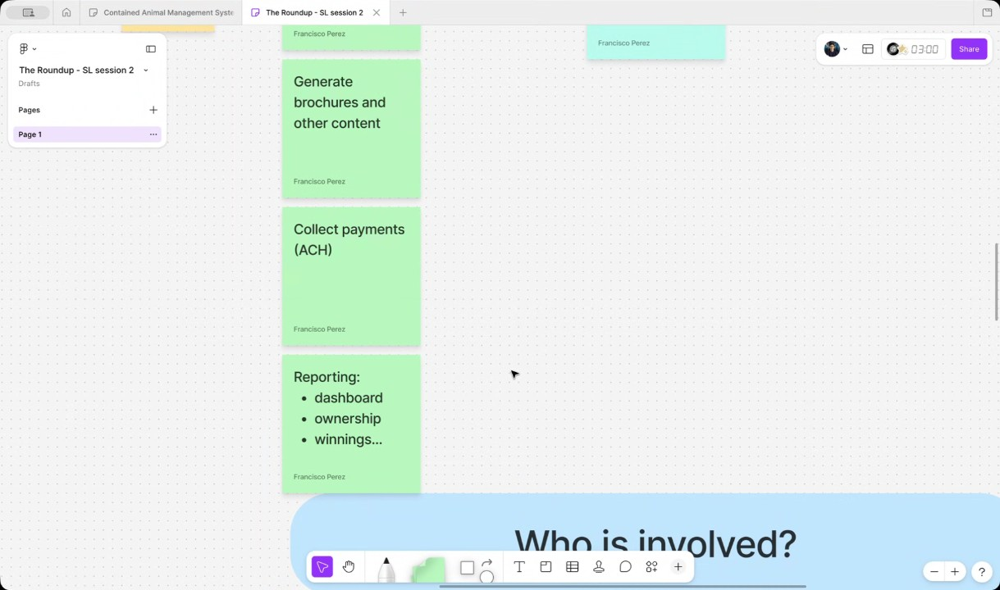 Contained Animal Management Syste
The Roundup - SL session 2
Francisco Perez
Francisco Perez
03:00
Share
The Roundup - SL session 2
Drafts
Pages
Page 1
Generate
brochures and
other content
Francisco Perez
Collect payments
(ACH)
Francisco Perez
Reporting:
• dashboard
• ownership
• winnings...
Francisco Perez
Who is involved?
T
?